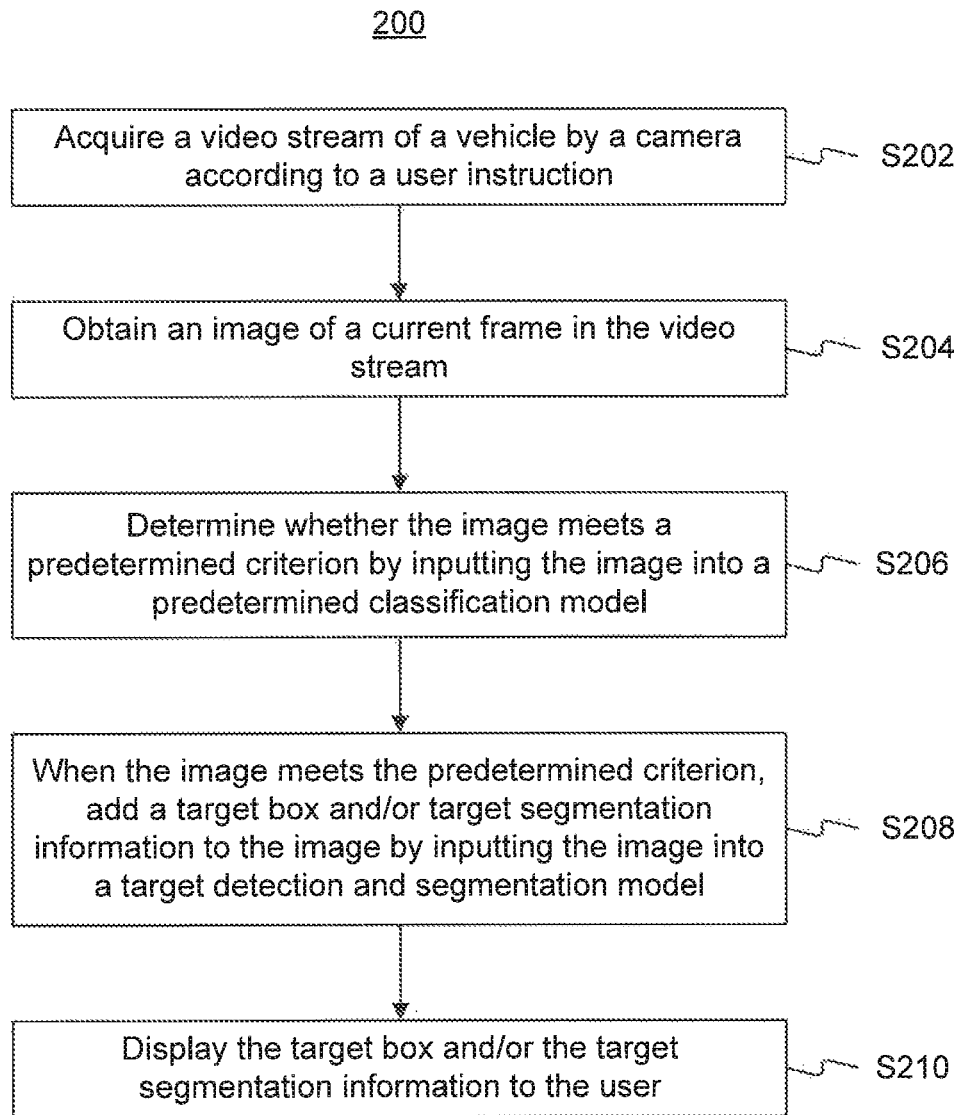 200
Acquire a video stream of a vehicle by a camera
according to a user instruction
S202
Obtain an image of a current frame in the video
stream
S204
Determine whether the image meets a
predetermined criterion by inputting the image into a
predetermined classification model
S206
When the image meets the predetermined criterion,
add a target box and/or target segmentation
information to the image by inputting the image into
a target detection and segmentation model
S208
Display the target box and/or the target
segmentation information to the user
S210